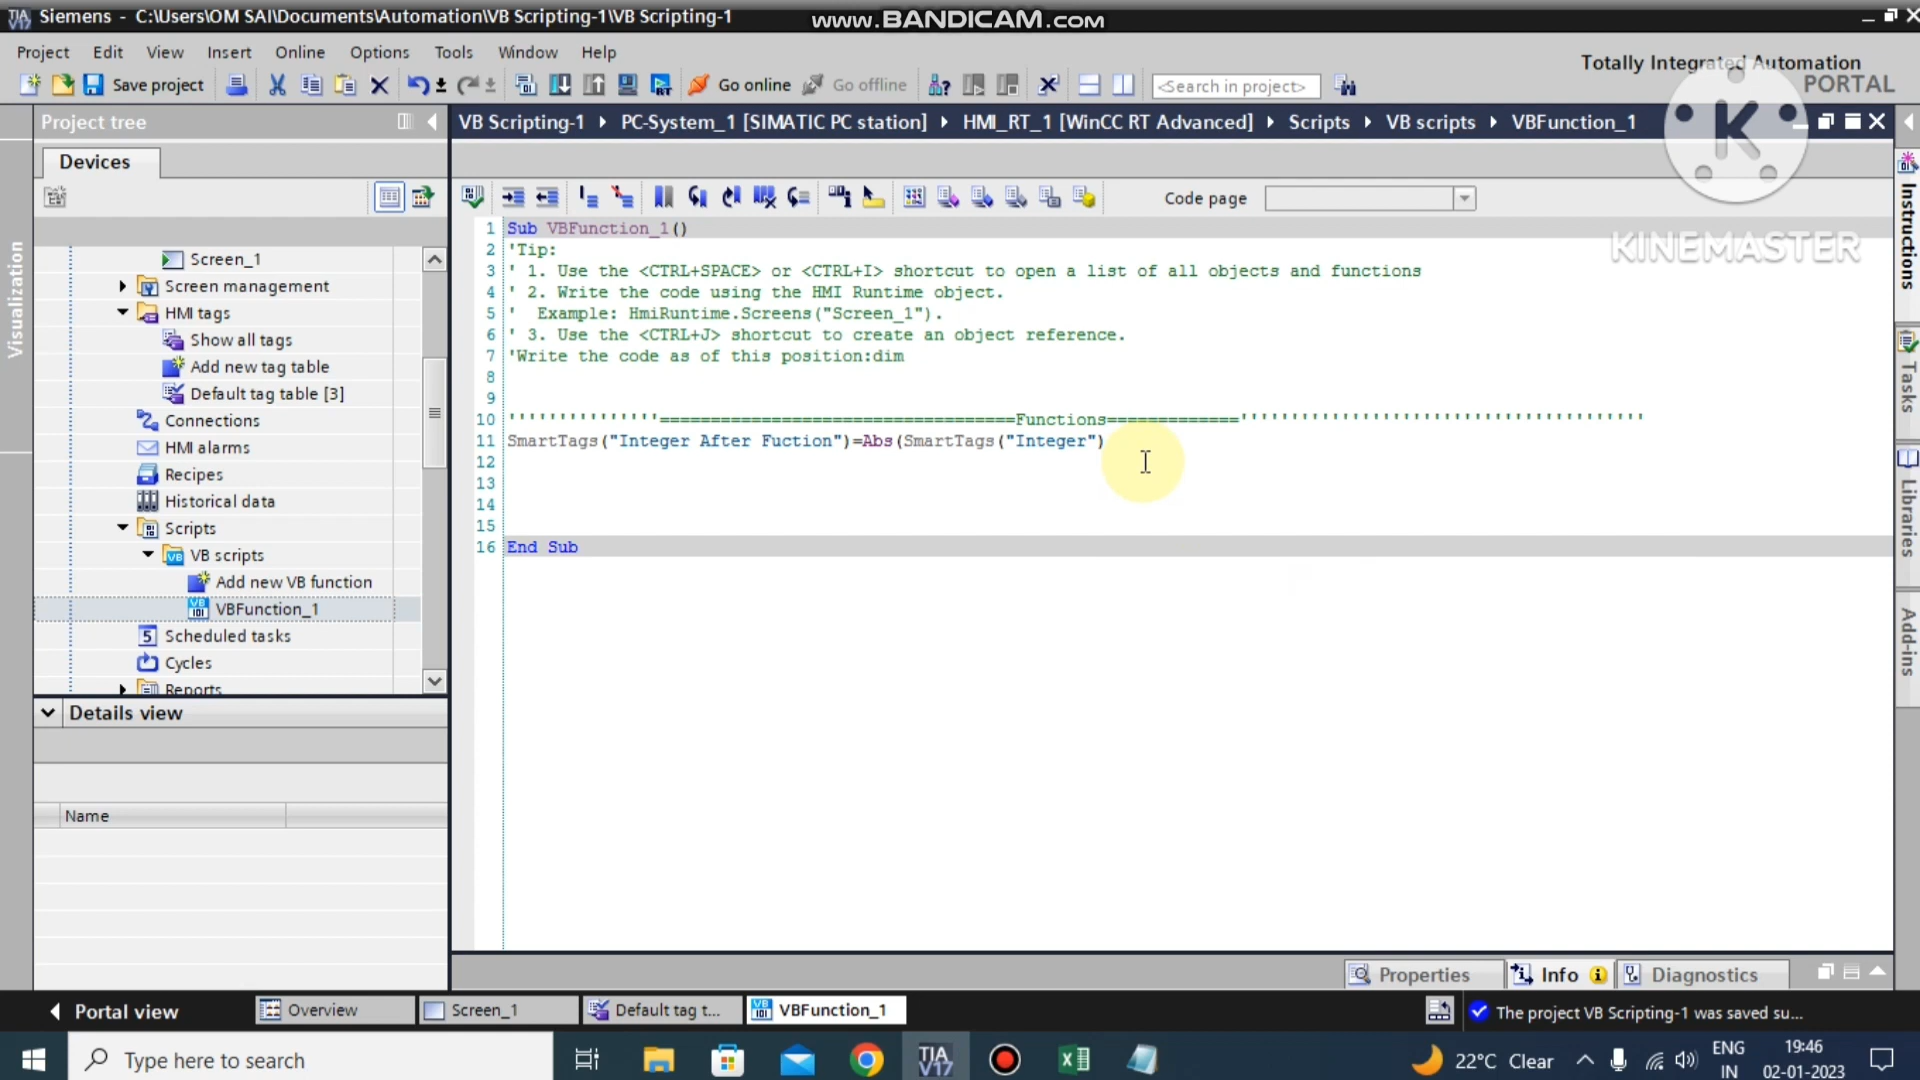 Siemens - C:\Users\OM SAI\Documents\Automation\VB Scripting-1\VB Scripting-1
www.BANDICAM.com
Project Edit View Insert Online Options Tools Window Help
Totally Integrated Automation
PORTAL
Save project
Go online
Go offline
<Search in project>
Project tree
VB Scripting-1 PC-System_1 [SIMATIC PC station] HMI_RT_1 [WinCC RT Advanced] Scripts VB scripts VBFunction_1
K
KINEMASTER
Devices
Code page
Visualization
Screen_1
Screen management
HMI tags
Show all tags
Add new tag table
Default tag table [3]
Connections
HMI alarms
Recipes
Historical data
Scripts
VB scripts
Add new VB function
VBFunction_1
Scheduled tasks
Cycles
Reports
1 Sub VBFunction_1()
2 'Tip:
3 ' 1. Use the <CTRL+SPACE> or <CTRL+I> shortcut to open a list of all objects and functions
4 ' 2. Write the code using the HMI Runtime object.
5 '  Example: HmiRuntime.Screens("Screen_1").
6 ' 3. Use the <CTRL+J> shortcut to create an object reference.
7 'Write the code as of this position:dim
8
9
10 '''''''''''''''===================================Functions=============''''''''''''''''''''''''''''''''''''''''
11 SmartTags("Integer After Fuction")=Abs(SmartTags("Integer")
12
13
14
15
16 End Sub
Instructions
Tasks
Libraries
Add-ins
Details view
Name
Properties
Info
Diagnostics
Portal view
Overview
Screen_1
Default tag t...
VBFunction_1
The project VB Scripting-1 was saved su...
Type here to search
TIA V17
22°C Clear
ENG
IN
19:46
02-01-2023